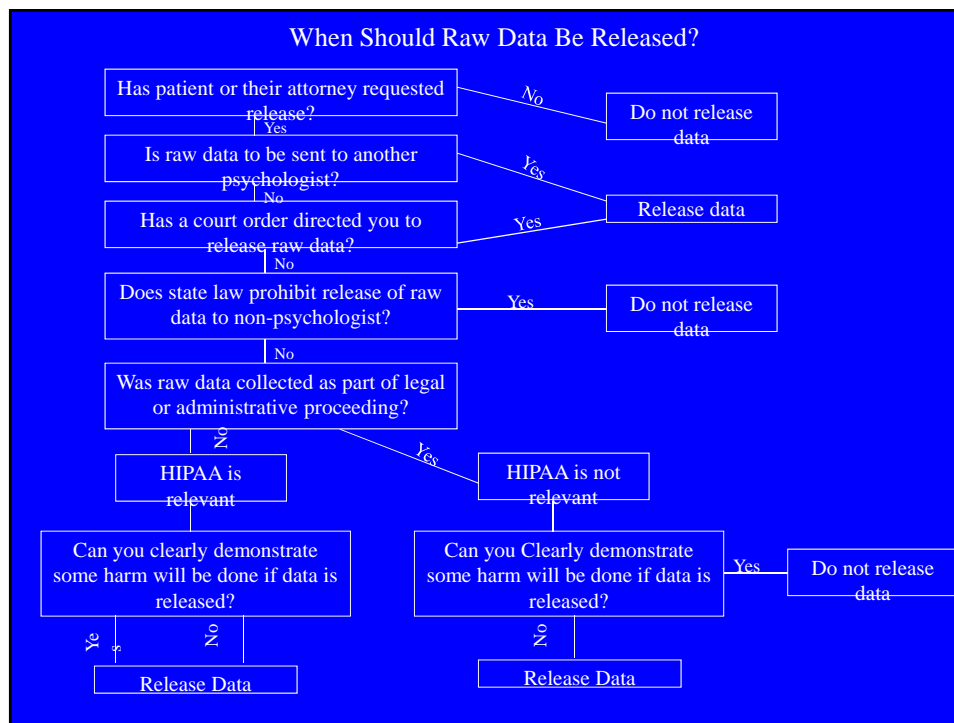 When Should Raw Data Be Released?
Has patient or their attorney requested
release?
No
Do not release
data
Yes
Is raw data to be sent to another
psychologist?
Yes
Release data
No
Has a court order directed you to
release raw data?
Yes
No
Does state law prohibit release of raw
data to non-psychologist?
Yes
Do not release
data
No
Was raw data collected as part of legal
or administrative proceeding?
No
Yes
HIPAA is
relevant
HIPAA is not
relevant
Can you clearly demonstrate
some harm will be done if data is
released?
Can you Clearly demonstrate
some harm will be done if data is
released?
Yes
Do not release
data
Ye
s
No
No
Release Data
Release Data